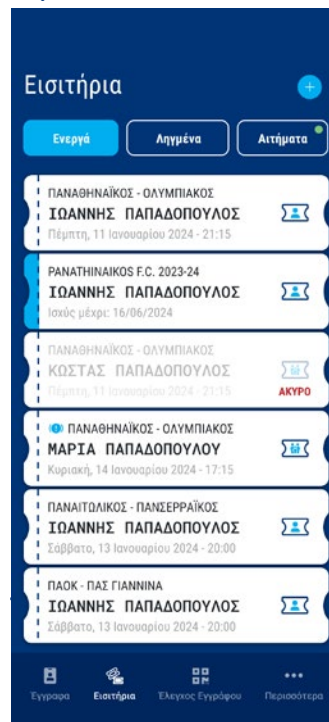 Εισιτήρια
Ενεργά Ληγμένα Αιτήματα
ΠΑΝΑΘΗΝΑΪΚΟΣ - ΟΛΥΜΠΙΑΚΟΣ
ΙΩΑΝΝΗΣ ΠΑΠΑΔΟΠΟΥΛΟΣ
Πέμπτη, 11 Ιανουαρίου 2024 - 21:15
PANATHINAIKOS F.C. 2023-24
ΙΩΑΝΝΗΣ ΠΑΠΑΔΟΠΟΥΛΟΣ
Ισχύς μέχρι: 16/06/2024
ΠΑΝΑΘΗΝΑΪΚΟΣ - ΟΛΥΜΠΙΑΚΟΣ
ΚΩΣΤΑΣ ΠΑΠΑΔΟΠΟΥΛΟΣ
Πέμπτη, 11 Ιανουαρίου 2024 - 21:15
ΑΚΥΡΟ
ΠΑΝΑΘΗΝΑΪΚΟΣ - ΟΛΥΜΠΙΑΚΟΣ
ΜΑΡΙΑ ΠΑΠΑΔΟΠΟΥΛΟΥ
Κυριακή, 14 Ιανουαρίου 2024 - 17:15
ΠΑΝΑΙΤΩΛΙΚΟΣ - ΠΑΝΣΕΡΡΑΪΚΟΣ
ΙΩΑΝΝΗΣ ΠΑΠΑΔΟΠΟΥΛΟΣ
Σάββατο, 13 Ιανουαρίου 2024 - 20:00
ΠΑΟΚ - ΠΑΣ ΓΙΑΝΝΙΝΑ
ΙΩΑΝΝΗΣ ΠΑΠΑΔΟΠΟΥΛΟΣ
Σάββατο, 13 Ιανουαρίου 2024 - 20:00
Έγγραφα Εισιτήρια Έλεγχος Εγγράφου Περισσότερα